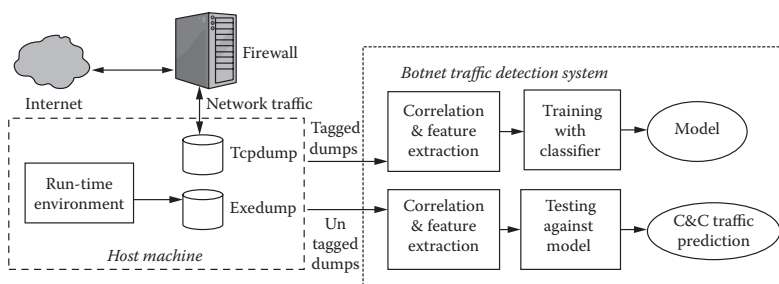 Internet
Firewall
Network traffic
Tcpdump
Run-time
environment
Exedump
Host machine
Tagged
dumps
Un
tagged
dumps
Botnet traffic detection system
Correlation
& feature
extraction
Training
with
classifier
Model
Correlation
& feature
extraction
Testing
against
model
C&C traffic
prediction